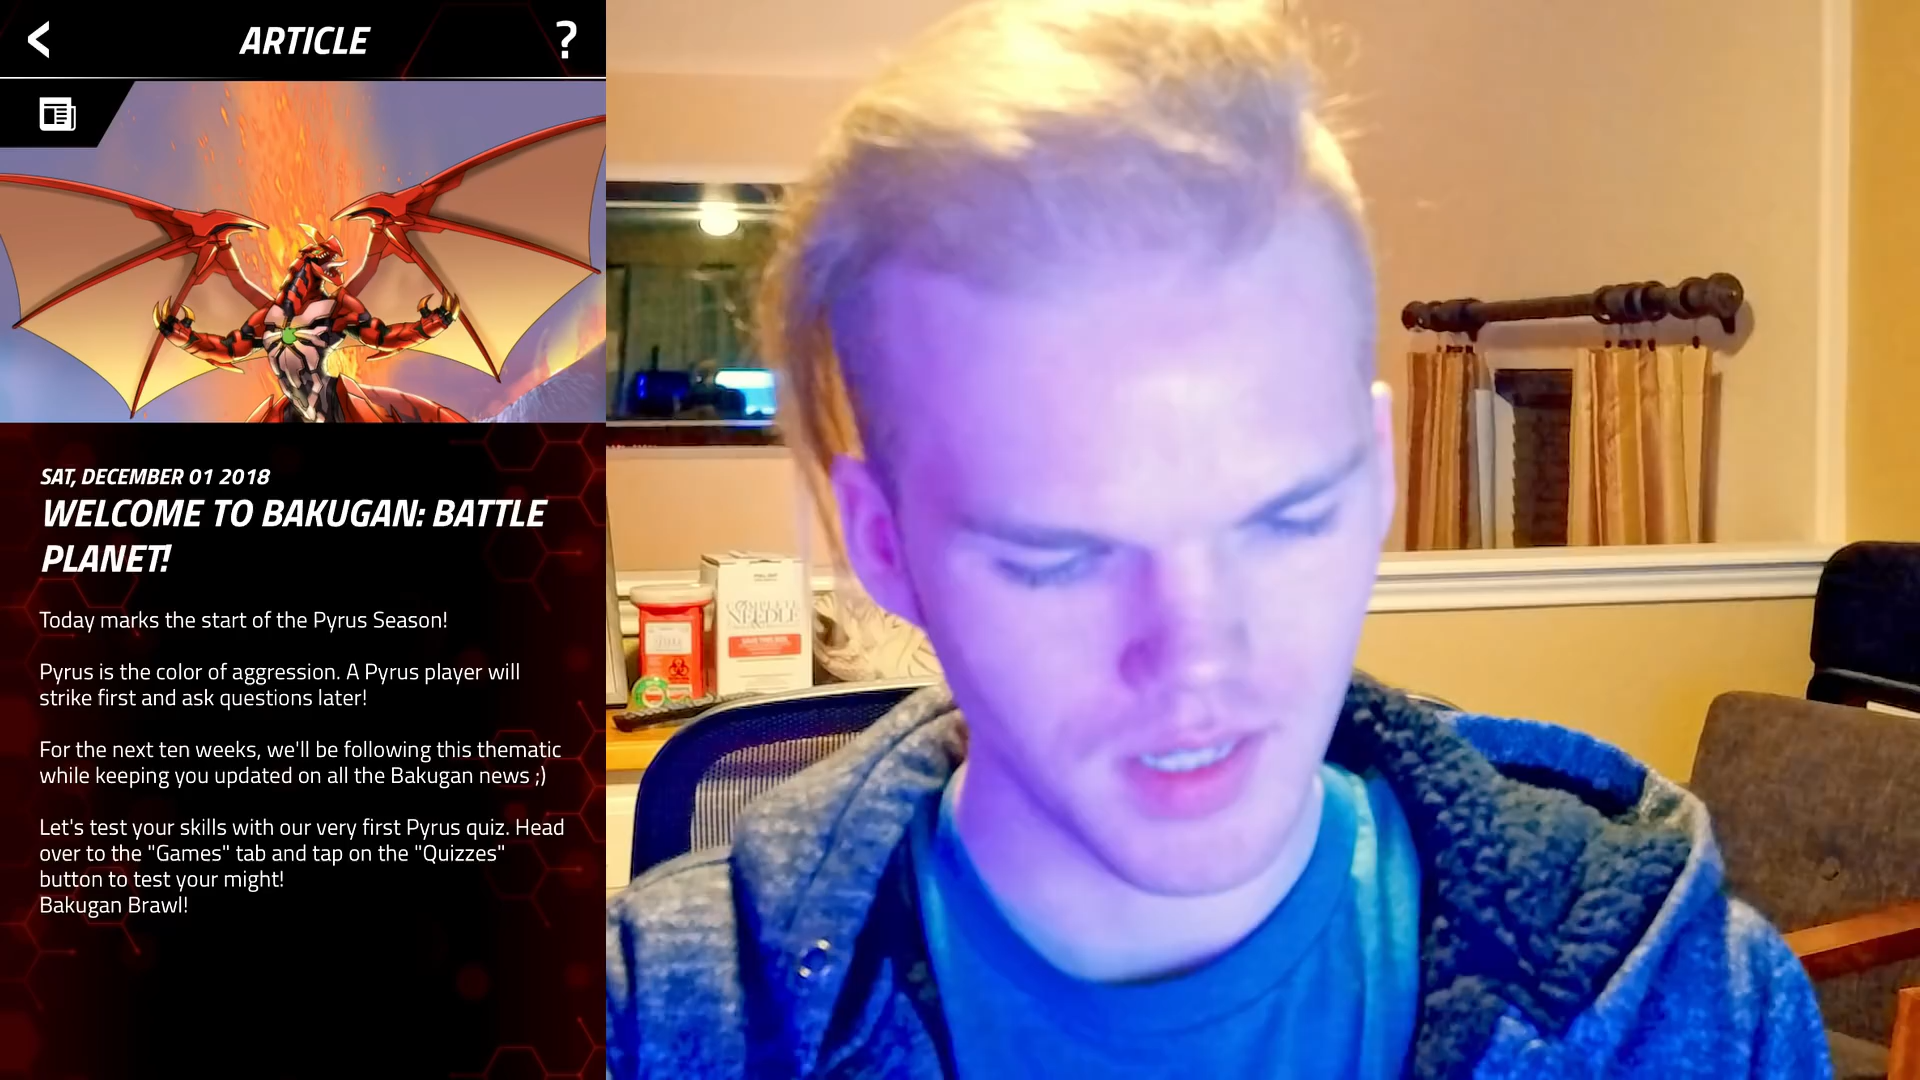 ARTICLE
?
SAT, DECEMBER 01 2018
WELCOME TO BAKUGAN: BATTLE
PLANET!
Today marks the start of the Pyrus Season!
Pyrus is the color of aggression. A Pyrus player will
strike first and ask questions later!
For the next ten weeks, we'll be following this thematic
while keeping you updated on all the Bakugan news ;)
Let's test your skills with our very first Pyrus quiz. Head
over to the "Games" tab and tap on the "Quizzes"
button to test your might!
Bakugan Brawl!
COMPLETE
NEEDLE